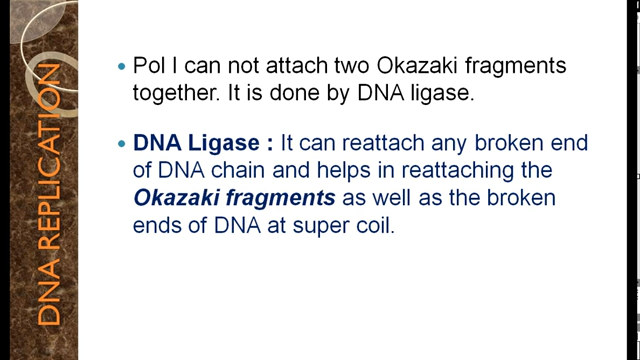 DNA REPLICATION
• Pol I can not attach two Okazaki fragments
together. It is done by DNA ligase.
• DNA Ligase : It can reattach any broken end
of DNA chain and helps in reattaching the
Okazaki fragments as well as the broken
ends of DNA at super coil.